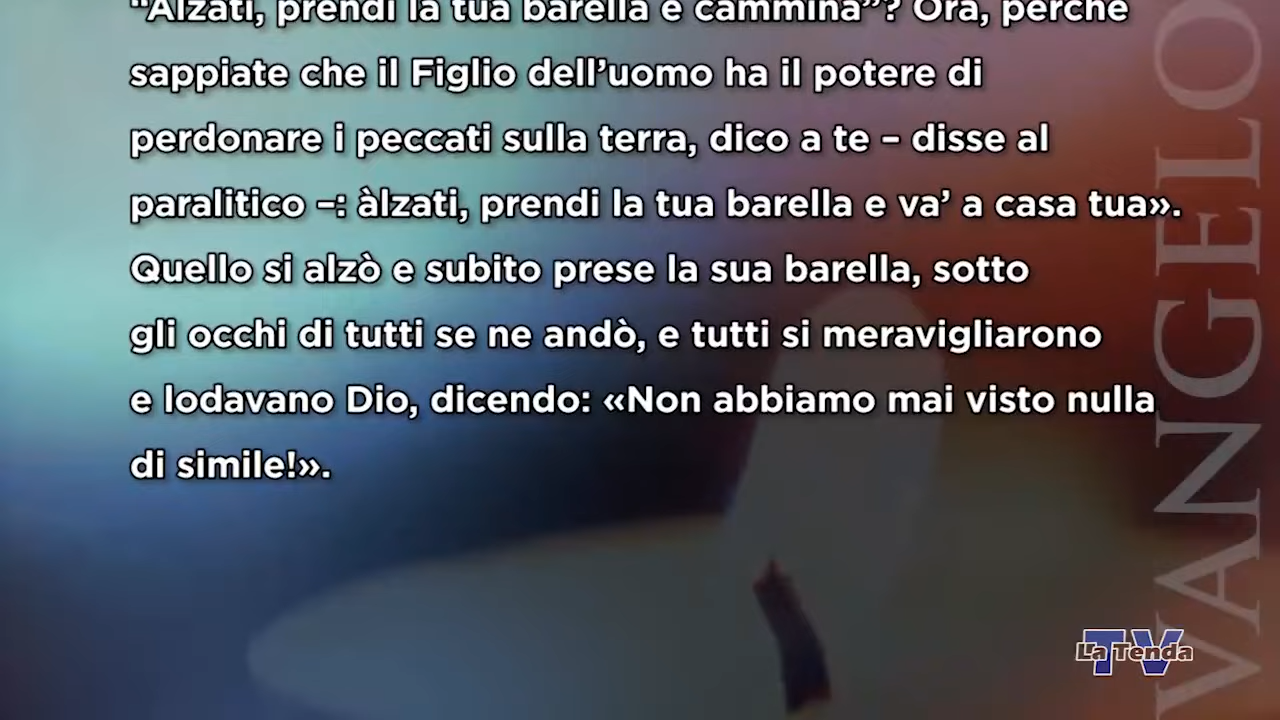 “Alzati, prendi la tua barella e cammina”? Ora, perché
sappiate che il Figlio dell’uomo ha il potere di
perdonare i peccati sulla terra, dico a te – disse al
paralitico –: àlzati, prendi la tua barella e va’ a casa tua».
Quello si alzò e subito prese la sua barella, sotto
gli occhi di tutti se ne andò, e tutti si meravigliarono
e lodavano Dio, dicendo: «Non abbiamo mai visto nulla
di simile!».
VANGELO
TV
La Tenda